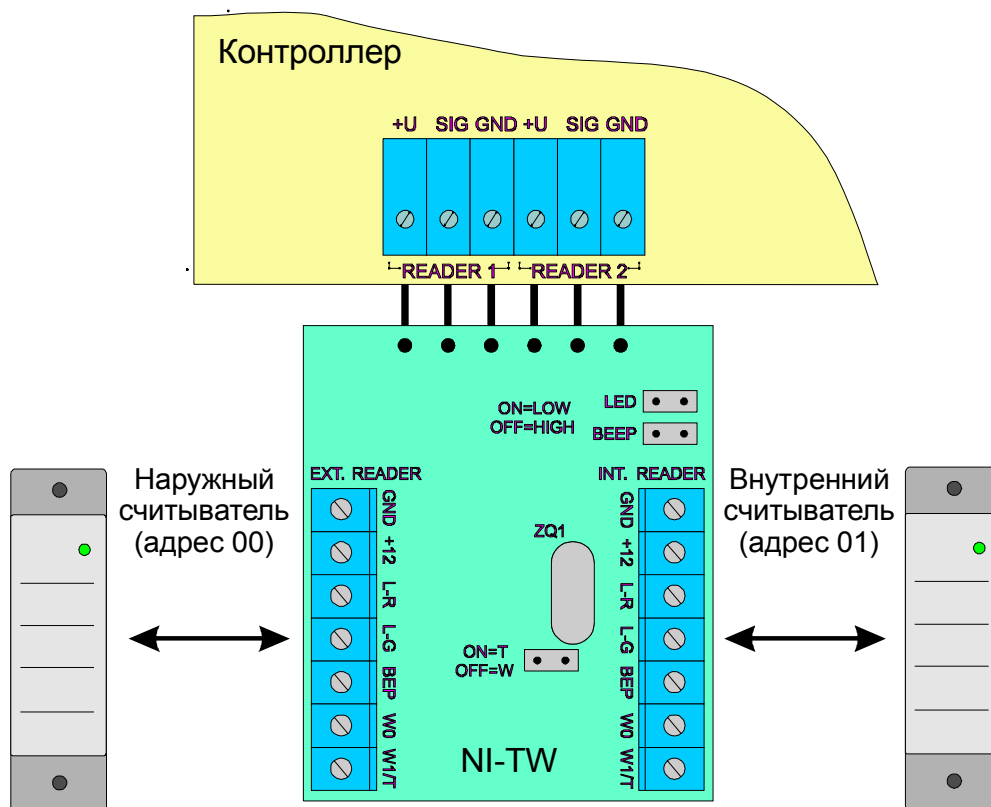 Контроллер
+U SIG GND +U SIG GND
READER 1 READER 2
LED
ON=LOW
OFF=HIGH
BEEP
Наружный
считыватель
(адрес 00)
EXT. READER
GND
+12
L-R
L-G
BEP
W0
W1/T
ZQ1
ON=T
OFF=W
NI-TW
INT. READER
GND
+12
L-R
L-G
BEP
W0
W1/T
Внутренний
считыватель
(адрес 01)